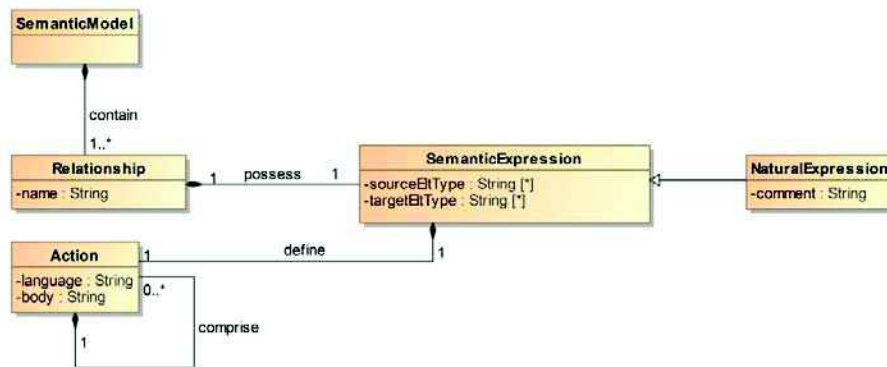 SemanticModel
contain
1..*
Relationship
-name : String
1
possess
1
SemanticExpression
-sourceEltType : String [*]
-targetEltType : String [*]
NaturalExpression
-comment : String
Action
-language : String
-body : String
1
define
1
0..*
comprise
1